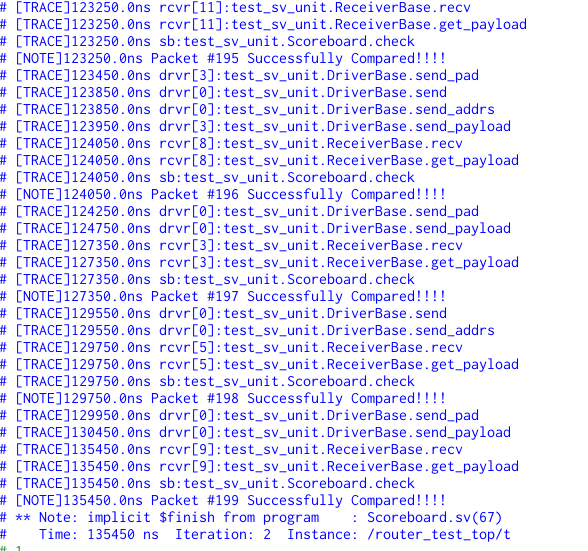 # [TRACE]123250.0ns rcvr[11]:test_sv_unit.ReceiverBase.recv
# [TRACE]123250.0ns rcvr[11]:test_sv_unit.ReceiverBase.get_payload
# [TRACE]123250.0ns sb:test_sv_unit.Scoreboard.check
# [NOTE]123250.0ns Packet #195 Successfully Compared!!!!
# [TRACE]123450.0ns drvr[3]:test_sv_unit.DriverBase.send_pad
# [TRACE]123850.0ns drvr[0]:test_sv_unit.DriverBase.send
# [TRACE]123850.0ns drvr[0]:test_sv_unit.DriverBase.send_addrs
# [TRACE]123950.0ns drvr[3]:test_sv_unit.DriverBase.send_payload
# [TRACE]124050.0ns rcvr[8]:test_sv_unit.ReceiverBase.recv
# [TRACE]124050.0ns rcvr[8]:test_sv_unit.ReceiverBase.get_payload
# [TRACE]124050.0ns sb:test_sv_unit.Scoreboard.check
# [NOTE]124050.0ns Packet #196 Successfully Compared!!!!
# [TRACE]124250.0ns drvr[0]:test_sv_unit.DriverBase.send_pad
# [TRACE]124750.0ns drvr[0]:test_sv_unit.DriverBase.send_payload
# [TRACE]127350.0ns rcvr[3]:test_sv_unit.ReceiverBase.recv
# [TRACE]127350.0ns rcvr[3]:test_sv_unit.ReceiverBase.get_payload
# [TRACE]127350.0ns sb:test_sv_unit.Scoreboard.check
# [NOTE]127350.0ns Packet #197 Successfully Compared!!!!
# [TRACE]129550.0ns drvr[0]:test_sv_unit.DriverBase.send
# [TRACE]129550.0ns drvr[0]:test_sv_unit.DriverBase.send_addrs
# [TRACE]129750.0ns rcvr[5]:test_sv_unit.ReceiverBase.recv
# [TRACE]129750.0ns rcvr[5]:test_sv_unit.ReceiverBase.get_payload
# [TRACE]129750.0ns sb:test_sv_unit.Scoreboard.check
# [NOTE]129750.0ns Packet #198 Successfully Compared!!!!
# [TRACE]129950.0ns drvr[0]:test_sv_unit.DriverBase.send_pad
# [TRACE]130450.0ns drvr[0]:test_sv_unit.DriverBase.send_payload
# [TRACE]135450.0ns rcvr[9]:test_sv_unit.ReceiverBase.recv
# [TRACE]135450.0ns rcvr[9]:test_sv_unit.ReceiverBase.get_payload
# [TRACE]135450.0ns sb:test_sv_unit.Scoreboard.check
# [NOTE]135450.0ns Packet #199 Successfully Compared!!!!
# ** Note: implicit $finish from program    : Scoreboard.sv(67)
#    Time: 135450 ns  Iteration: 2  Instance: /router_test_top/t
# 1